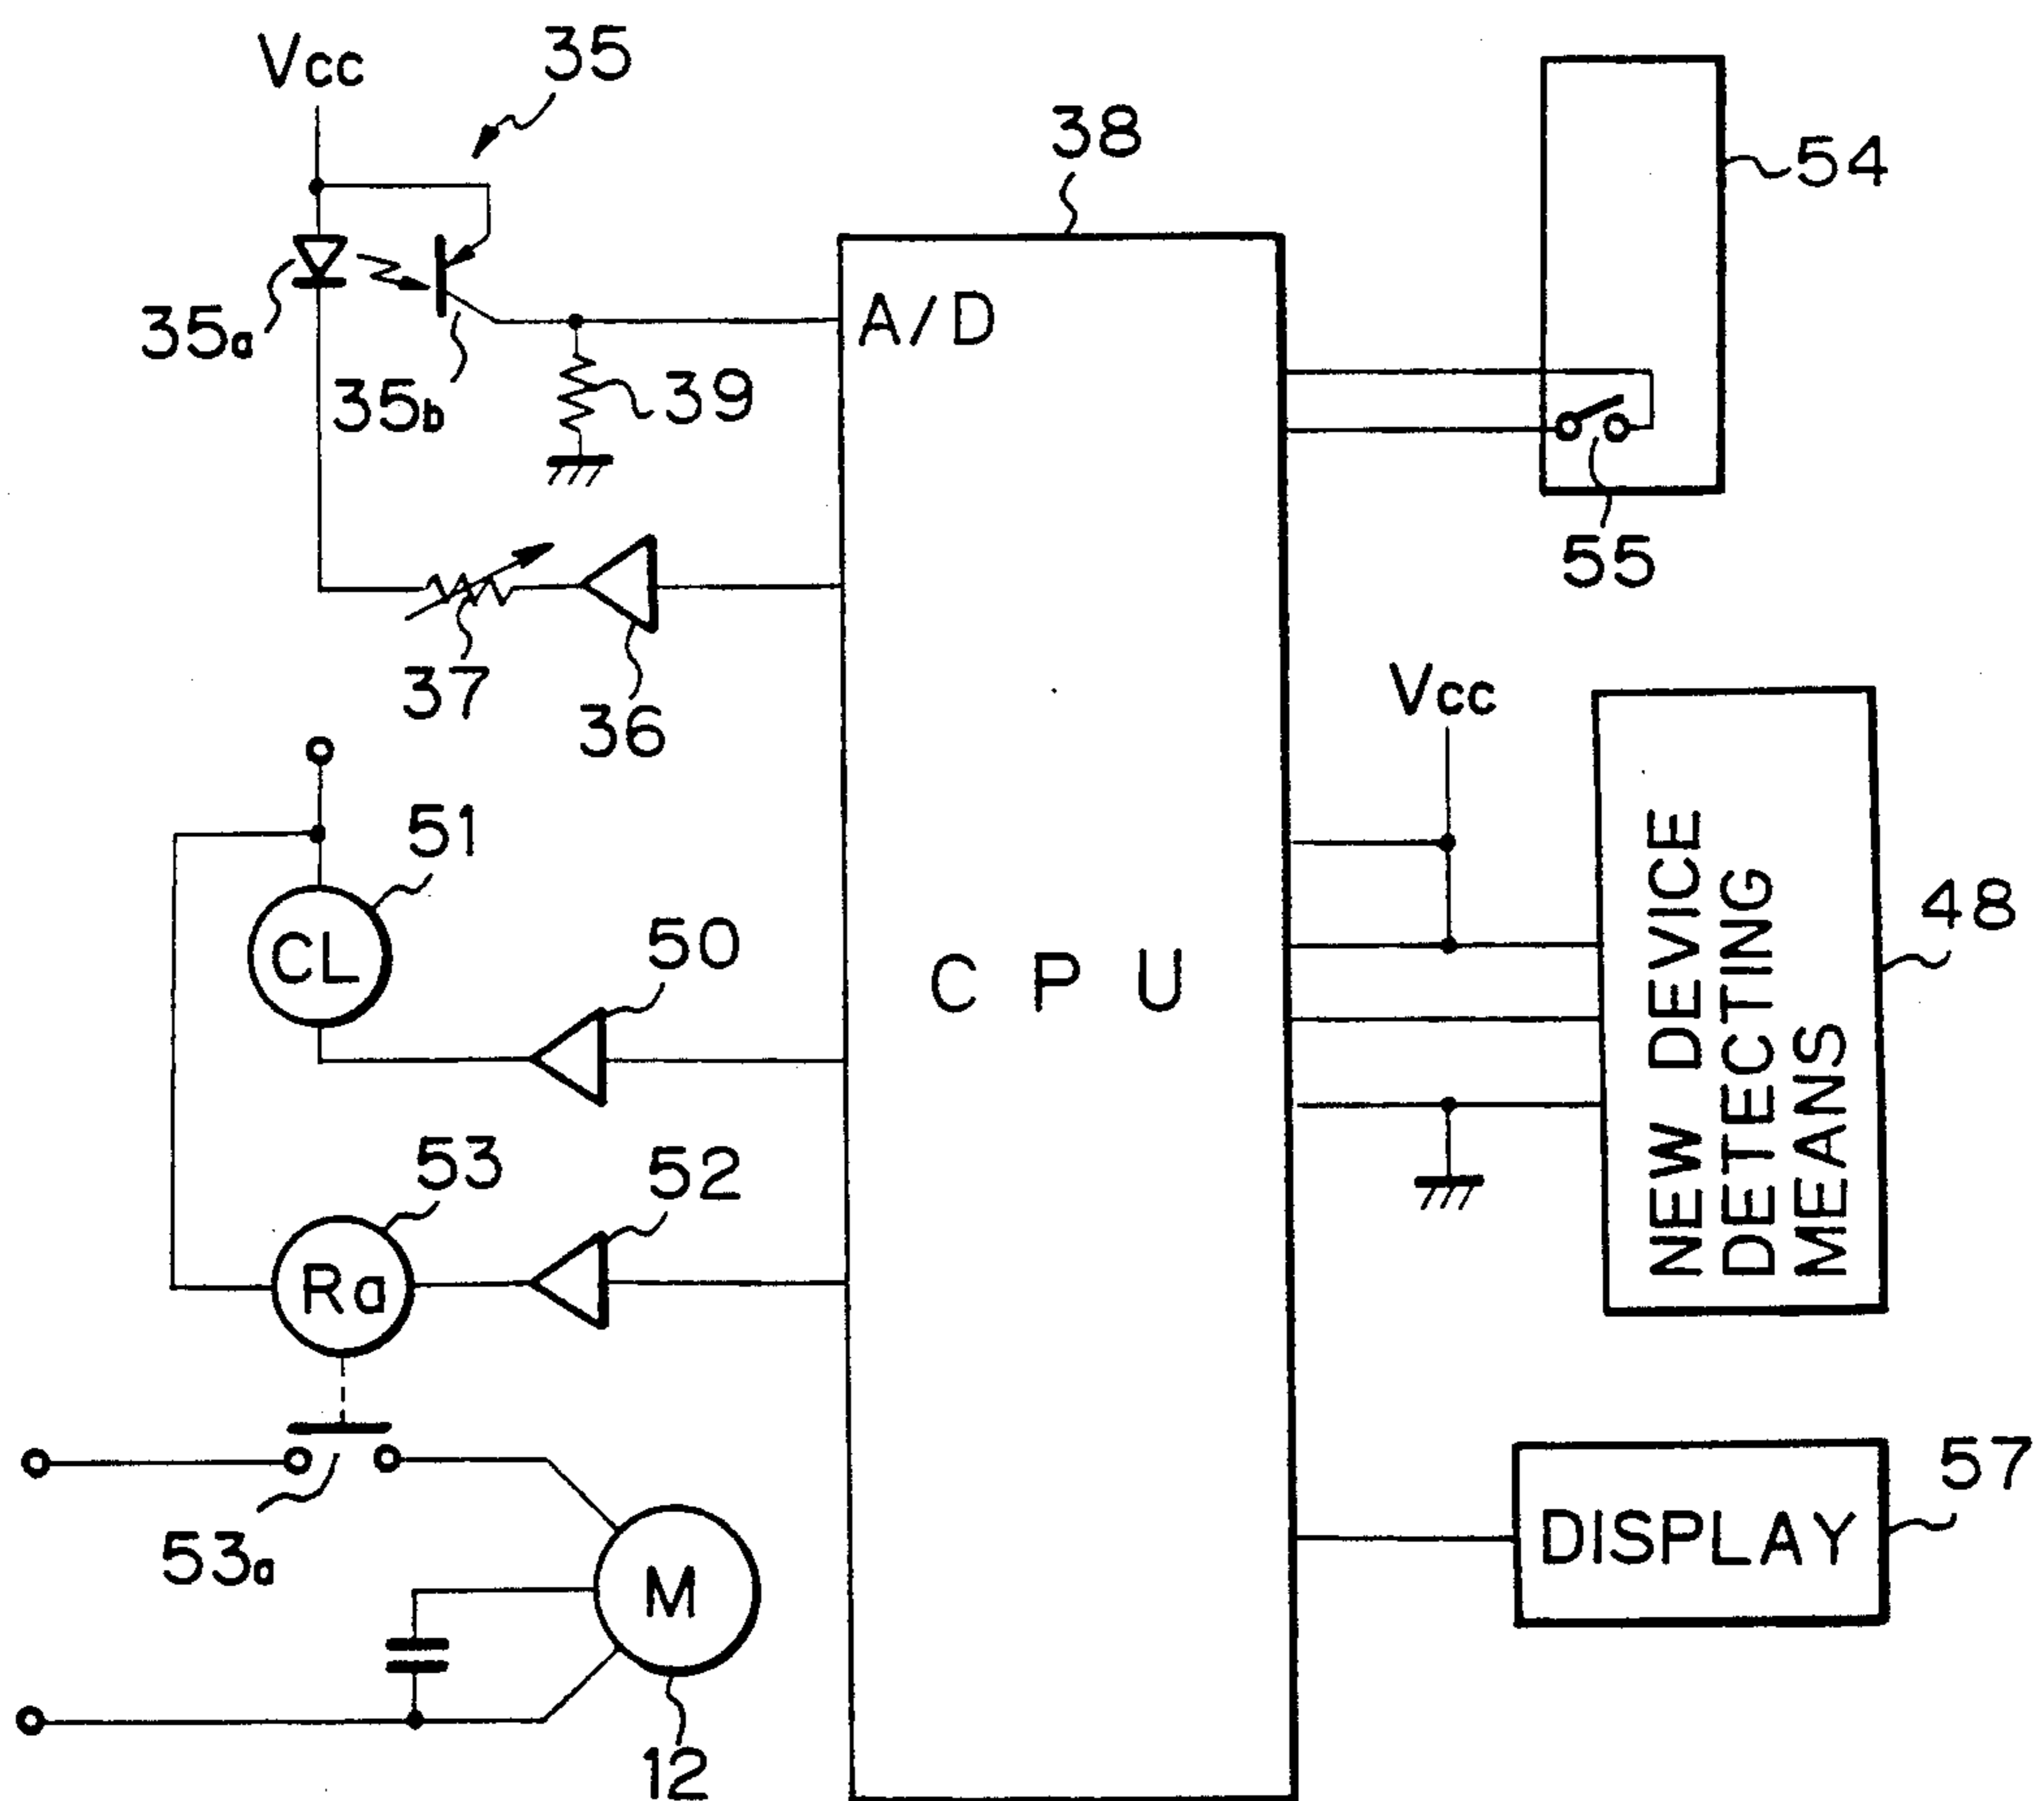 Vcc
35
38
54
35a
35b
A/D
39
55
37
36
Vcc
51
CL
50
CPU
NEW DEVICE
DETECTING
MEANS
48
53
52
Ra
53a
M
12
DISPLAY
57